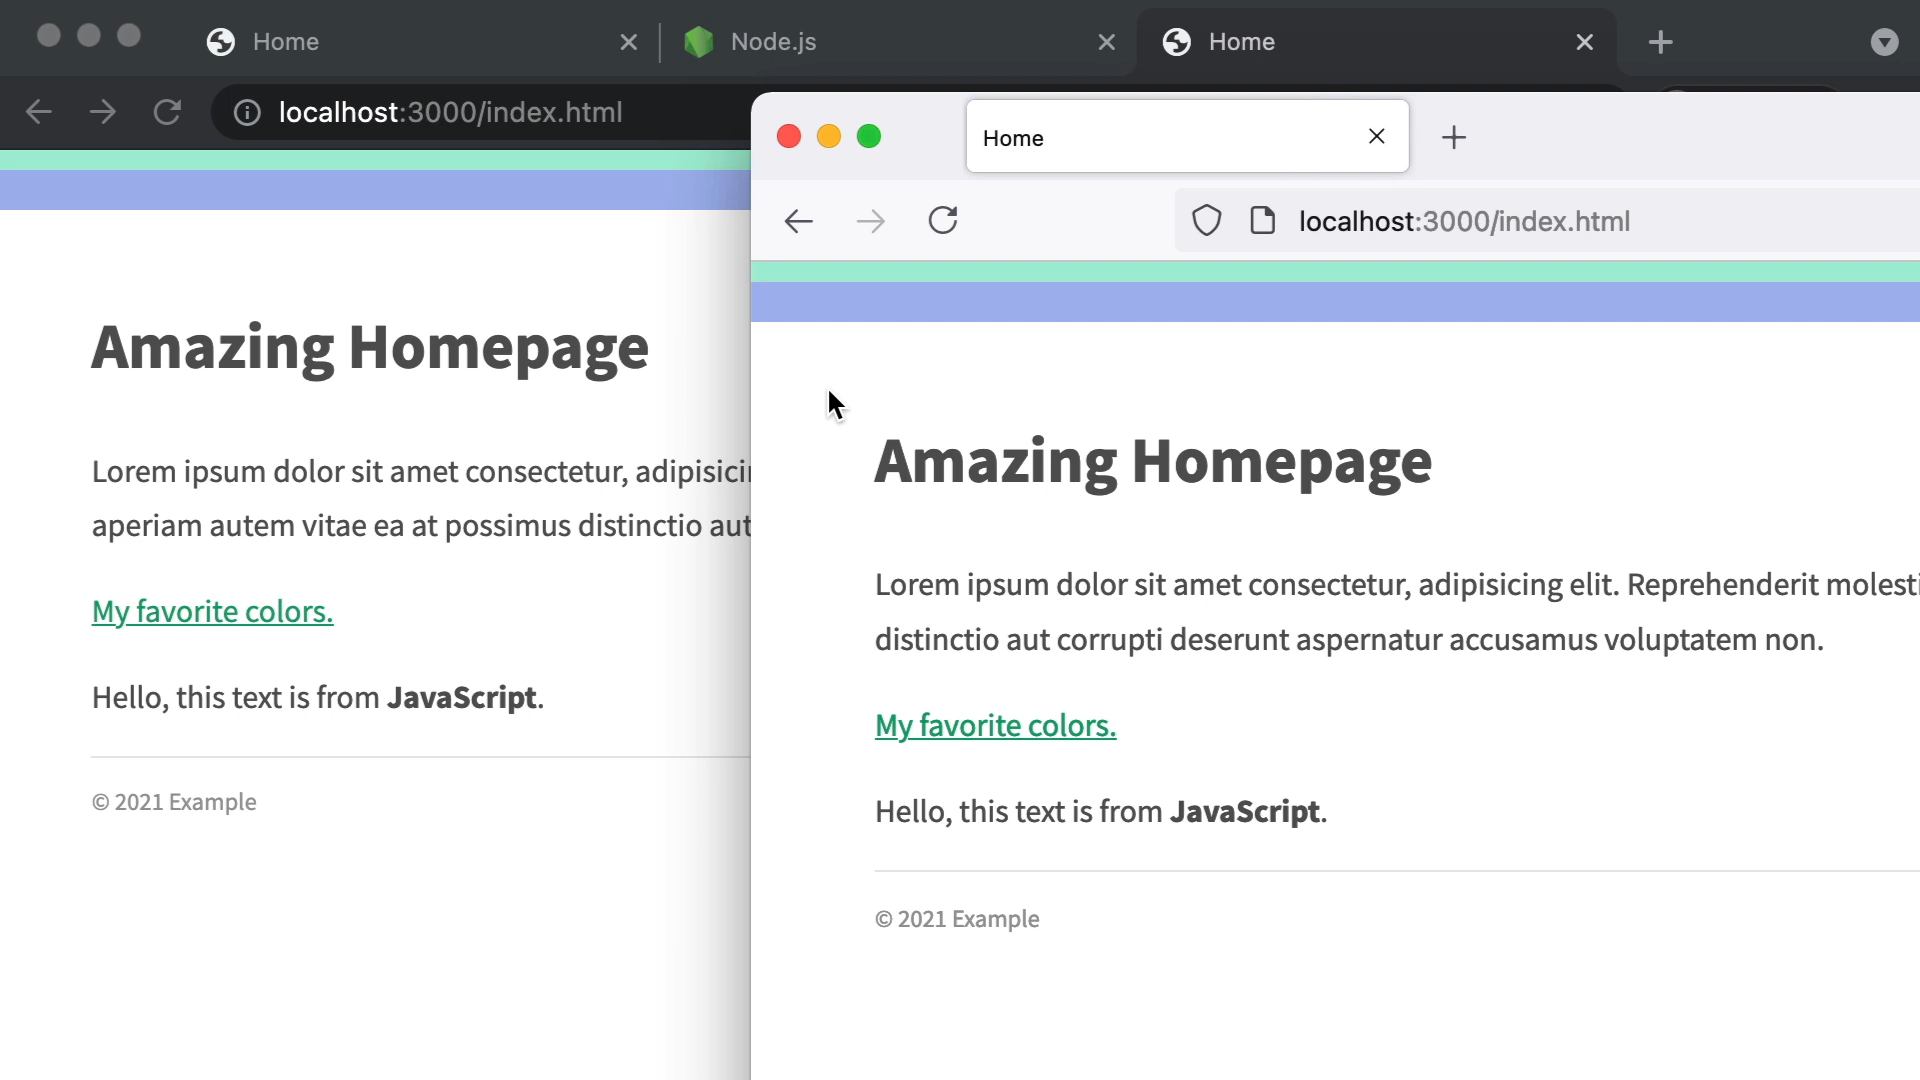 Home
Node.js
Home
localhost:3000/index.html
Amazing Homepage
Lorem ipsum dolor sit amet consectetur,
aperiam autem vitae ea at possimus distinctio aut
My favorite colors.
Hello, this text is from JavaScript.
© 2021 Example
Home
localhost:3000/index.html
Amazing Homepage
Lorem ipsum dolor sit amet consectetur, adipisicing elit. Reprehenderit
distinctio aut corrupti deserunt aspernatur accusamus voluptatem non.
My favorite colors.
Hello, this text is from JavaScript.
© 2021 Example